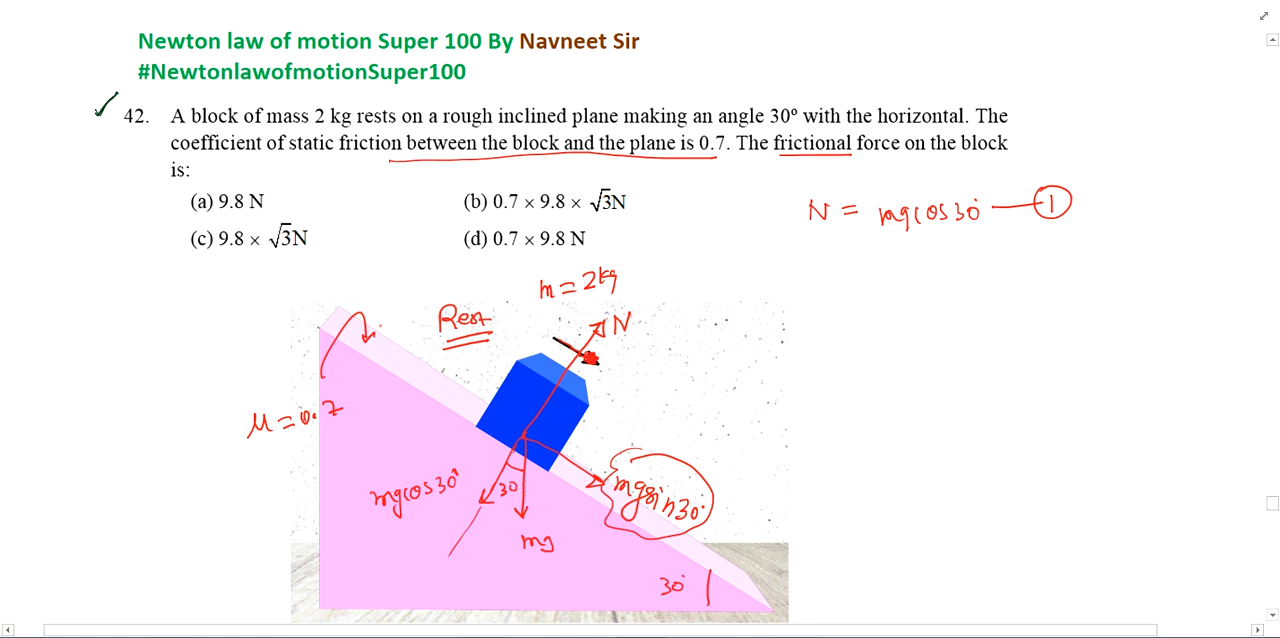 Newton law of motion Super 100 By Navneet Sir
#NewtonlawofmotionSuper100
42. A block of mass 2 kg rests on a rough inclined plane making an angle 30º with the horizontal. The
coefficient of static friction between the block and the plane is 0.7. The frictional force on the block
is:
(a) 9.8 N (b) 0.7 × 9.8 × √3N
(c) 9.8 × √3N (d) 0.7 × 9.8 N
N = mg cos 30° — 1
m = 2kg
Rest
N
μ = 0.7
mg cos 30°
30
mg sin 30°
mg
30°